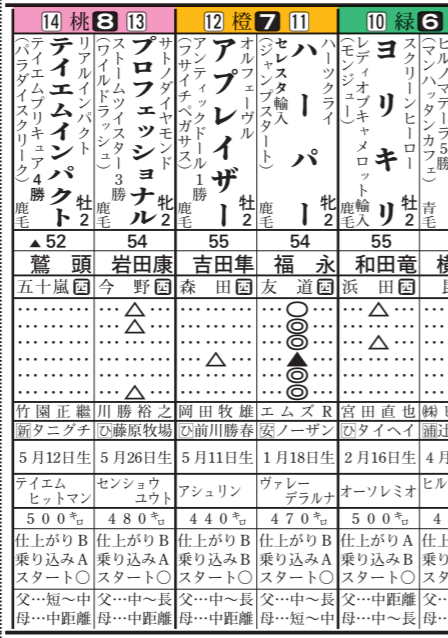 10 緑 6
スクリーンヒーロー
ヨリキリ 牡2
レディオブキャメロット輸入
（モンジュー） 鹿毛
55
和田竜
浜田 西
△
△
宮田直也
ひタイヘイ
2月16日生
オーソレミオ
500㌔
仕上がりA
乗り込みB
スタート○
父…中〜長
母…中〜長
12 橙 7 11
ハーツクライ
ハーパー 牝2
セレスタ輸入
（ジャンプスタート） 鹿毛
54
福永
友道 西
○
◎
◎
▲
◎
◎
エムズR
安ノーザン
1月18日生
ヴァレー
デラルナ
470㌔
仕上がりB
乗り込みA
スタート○
父…中〜長
母…短〜中
オルフェーヴル
アプレイザー 牡2
アンティックドール1勝
（フサイチペガサス） 鹿毛
55
吉田隼
森田 西
△
岡田牧雄
ひ前川勝春
5月11日生
アシュリン
440㌔
仕上がりB
乗り込みA
スタート○
父…中〜長
母…中距離
14 桃 8 13
サトノダイヤモンド
プロフェッショナル 牝2
ストームツイスター3勝
（ワイルドラッシュ） 鹿毛
54
岩田康
今野 西
△
△
△
川勝裕之
ひ藤原牧場
5月26日生
センショウ
ユウト
480㌔
仕上がりB
乗り込みA
スタート○
父…中〜長
母…中距離
リアルインパクト
テイエムインパクト 牡2
テイエムプリキュア4勝
（パラダイスクリーク） 鹿毛
▲52
鷲頭
五十嵐 西
竹園正繼
新タニグチ
5月12日生
テイエム
ヒットマン
500㌔
仕上がりB
乗り込みA
スタート○
父…短〜中
母…中距離